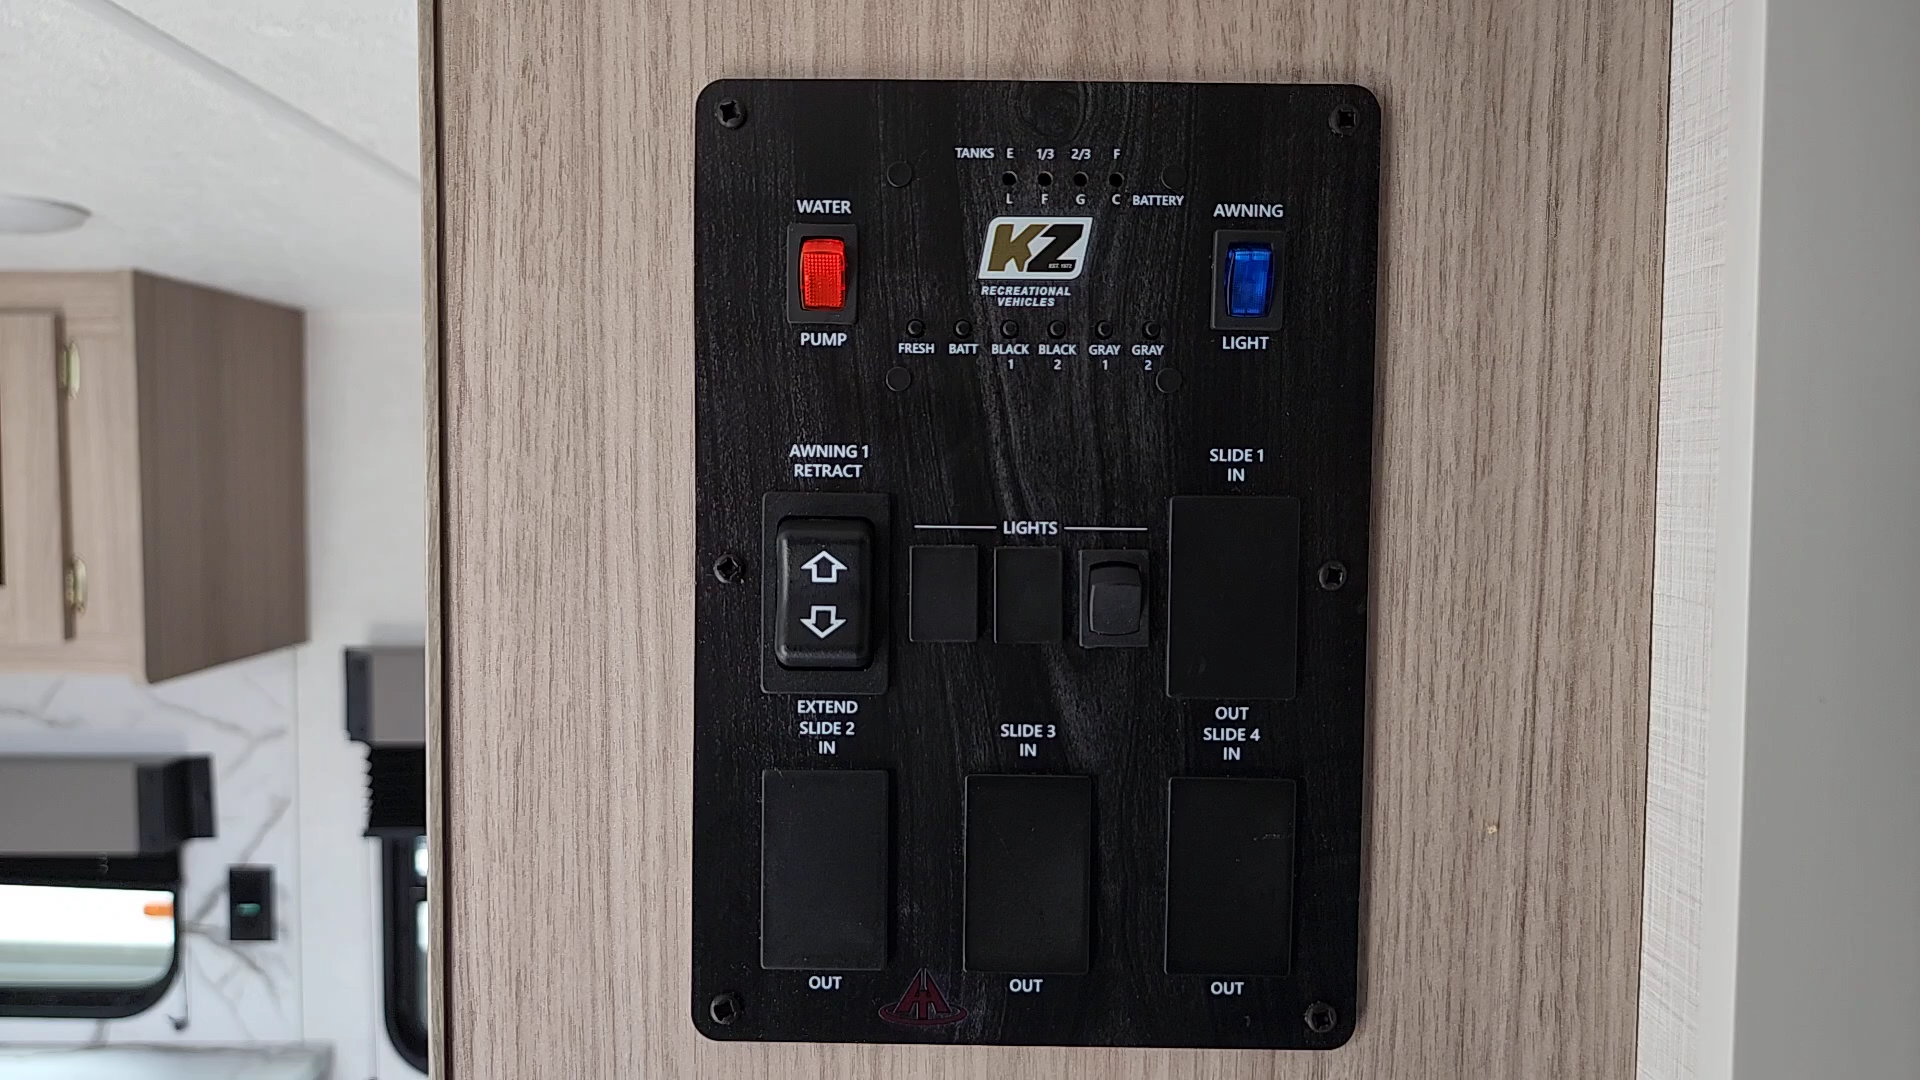 TANKS E 1/3 2/3 F
L F G C BATTERY
WATER
PUMP
KZ
EST. 1972
RECREATIONAL
VEHICLES
AWNING
LIGHT
FRESH BATT BLACK 1 BLACK 2 GRAY 1 GRAY 2
AWNING 1
RETRACT
EXTEND
LIGHTS
SLIDE 1
IN
OUT
SLIDE 2
IN
OUT
SLIDE 3
IN
OUT
SLIDE 4
IN
OUT